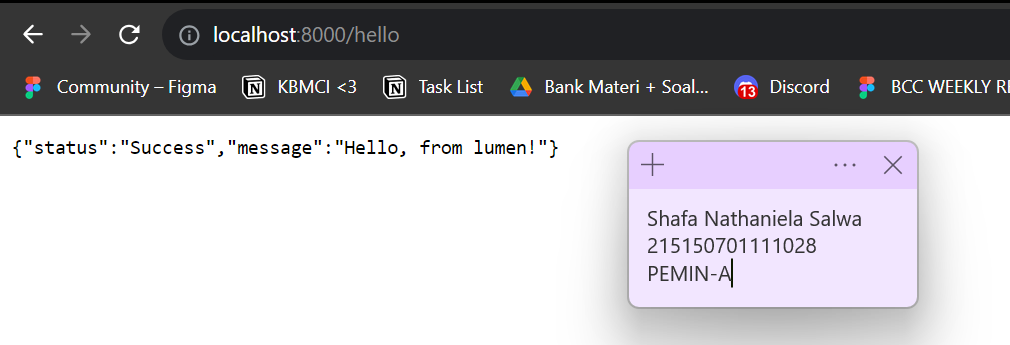 localhost:8000/hello
Community – Figma
KBMCI <3
Task List
Bank Materi + Soal...
13
Discord
BCC WEEKLY
{"status":"Success","message":"Hello, from lumen!"}
Shafa Nathaniela Salwa
215150701111028
PEMIN-A